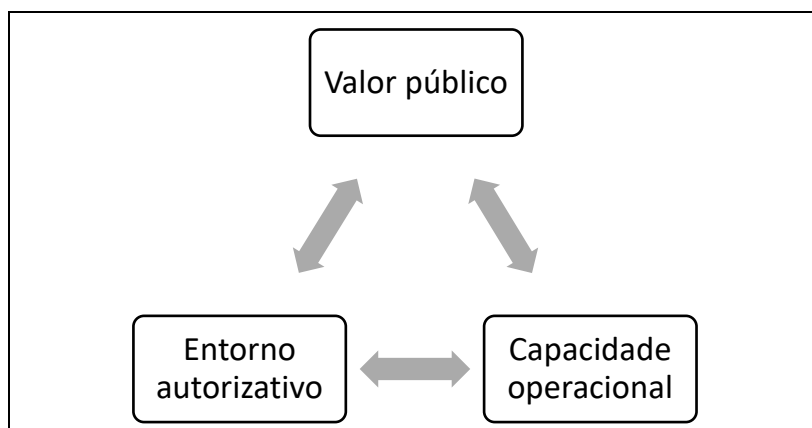 Valor público
Entorno
autorizativo
Capacidade
operacional